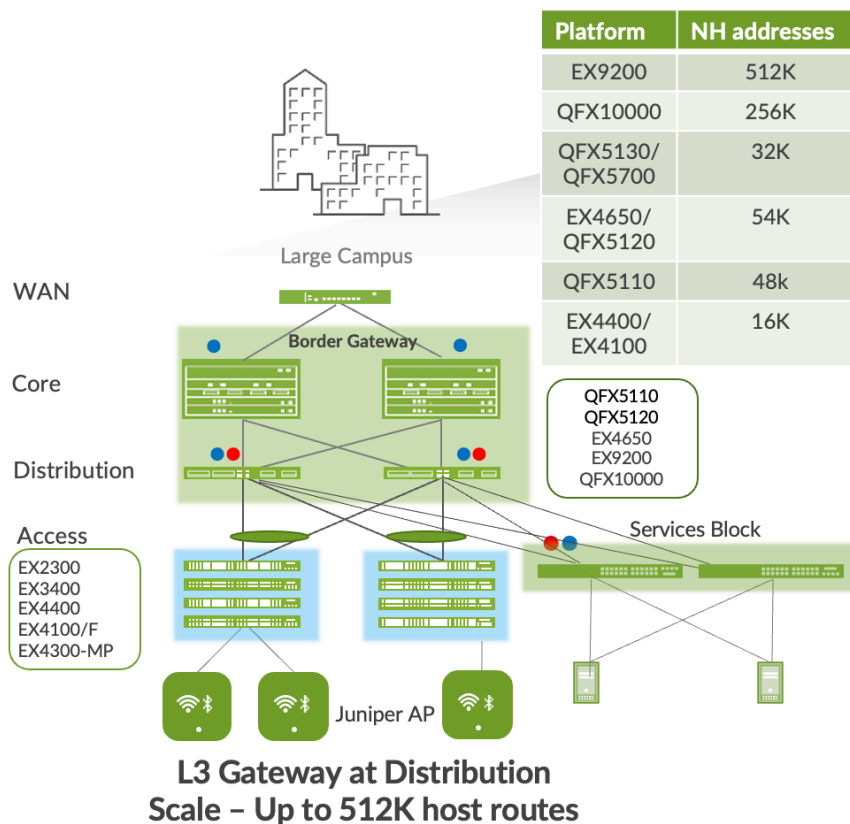 Platform NH addresses
EX9200 512K
QFX10000 256K
QFX5130/ 32K
QFX5700
EX4650/ 54K
QFX5120
QFX5110 48k
EX4400/ 16K
EX4100
Large Campus
WAN
Border Gateway
Core
QFX5110
QFX5120
EX4650
EX9200
QFX10000
Distribution
Access
EX2300
EX3400
EX4400
EX4100/F
EX4300-MP
Services Block
Juniper AP
L3 Gateway at Distribution
Scale – Up to 512K host routes